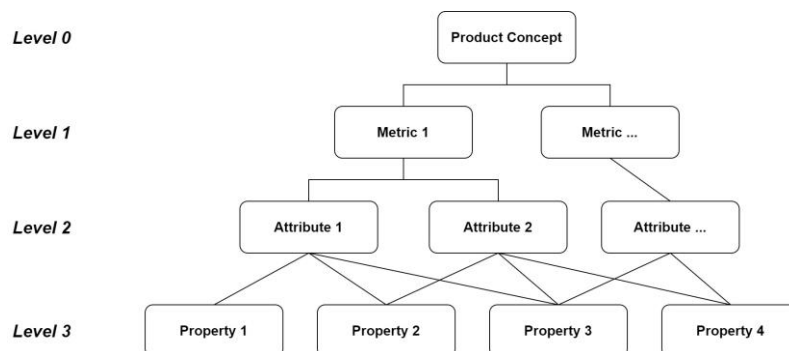 Level 0
Product Concept
Level 1
Metric 1
Metric ...
Level 2
Attribute 1
Attribute 2
Attribute ...
Level 3
Property 1
Property 2
Property 3
Property 4